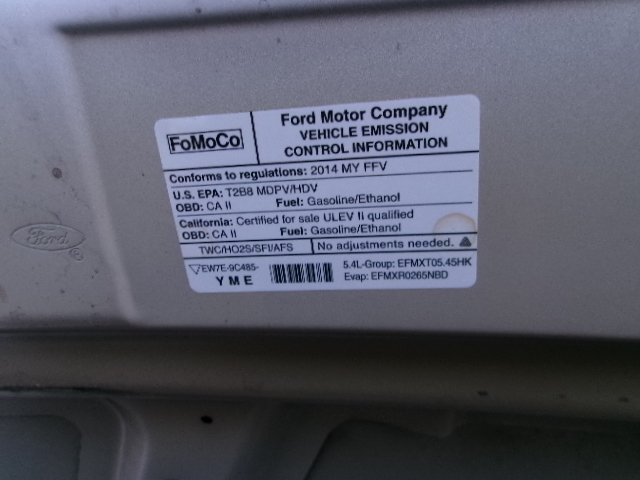 FoMoCo
Ford Motor Company
VEHICLE EMISSION
CONTROL INFORMATION
Conforms to regulations: 2014 MY FFV
U.S. EPA: T2B8 MDPV/HDV
OBD: CA II Fuel: Gasoline/Ethanol
California: Certified for sale ULEV II qualified
OBD: CA II Fuel: Gasoline/Ethanol
TWC/HO2S/SFI/AFS No adjustments needed.
EW7E-9C485-
YME
5.4L-Group: EFMXT05.45HK
Evap: EFMXR0265NBD
Ford